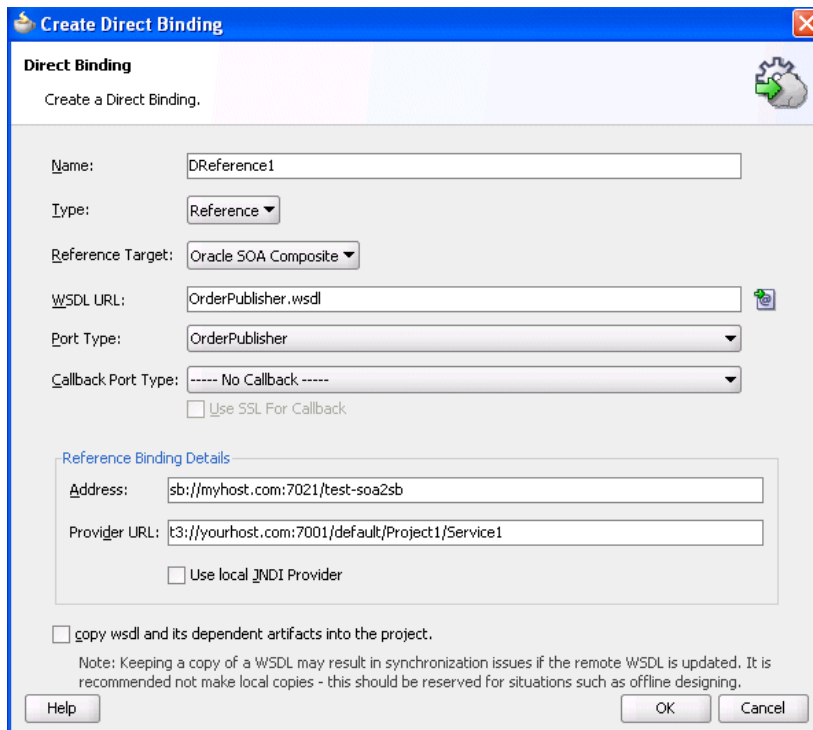 Create Direct Binding
Direct Binding
Create a Direct Binding.
Name: DReference1
Type: Reference
Reference Target: Oracle SOA Composite
WSDL URL: OrderPublisher.wsdl
Port Type: OrderPublisher
Callback Port Type: ----- No Callback -----
Use SSL For Callback
Reference Binding Details
Address: sb://myhost.com:7021/test-soa2sb
Provider URL: t3://yourhost.com:7001/default/Project1/Service1
Use local JNDI Provider
copy wsdl and its dependent artifacts into the project.
Note: Keeping a copy of a WSDL may result in synchronization issues if the remote WSDL is updated. It is
recommended not make local copies - this should be reserved for situations such as offline designing.
Help OK Cancel